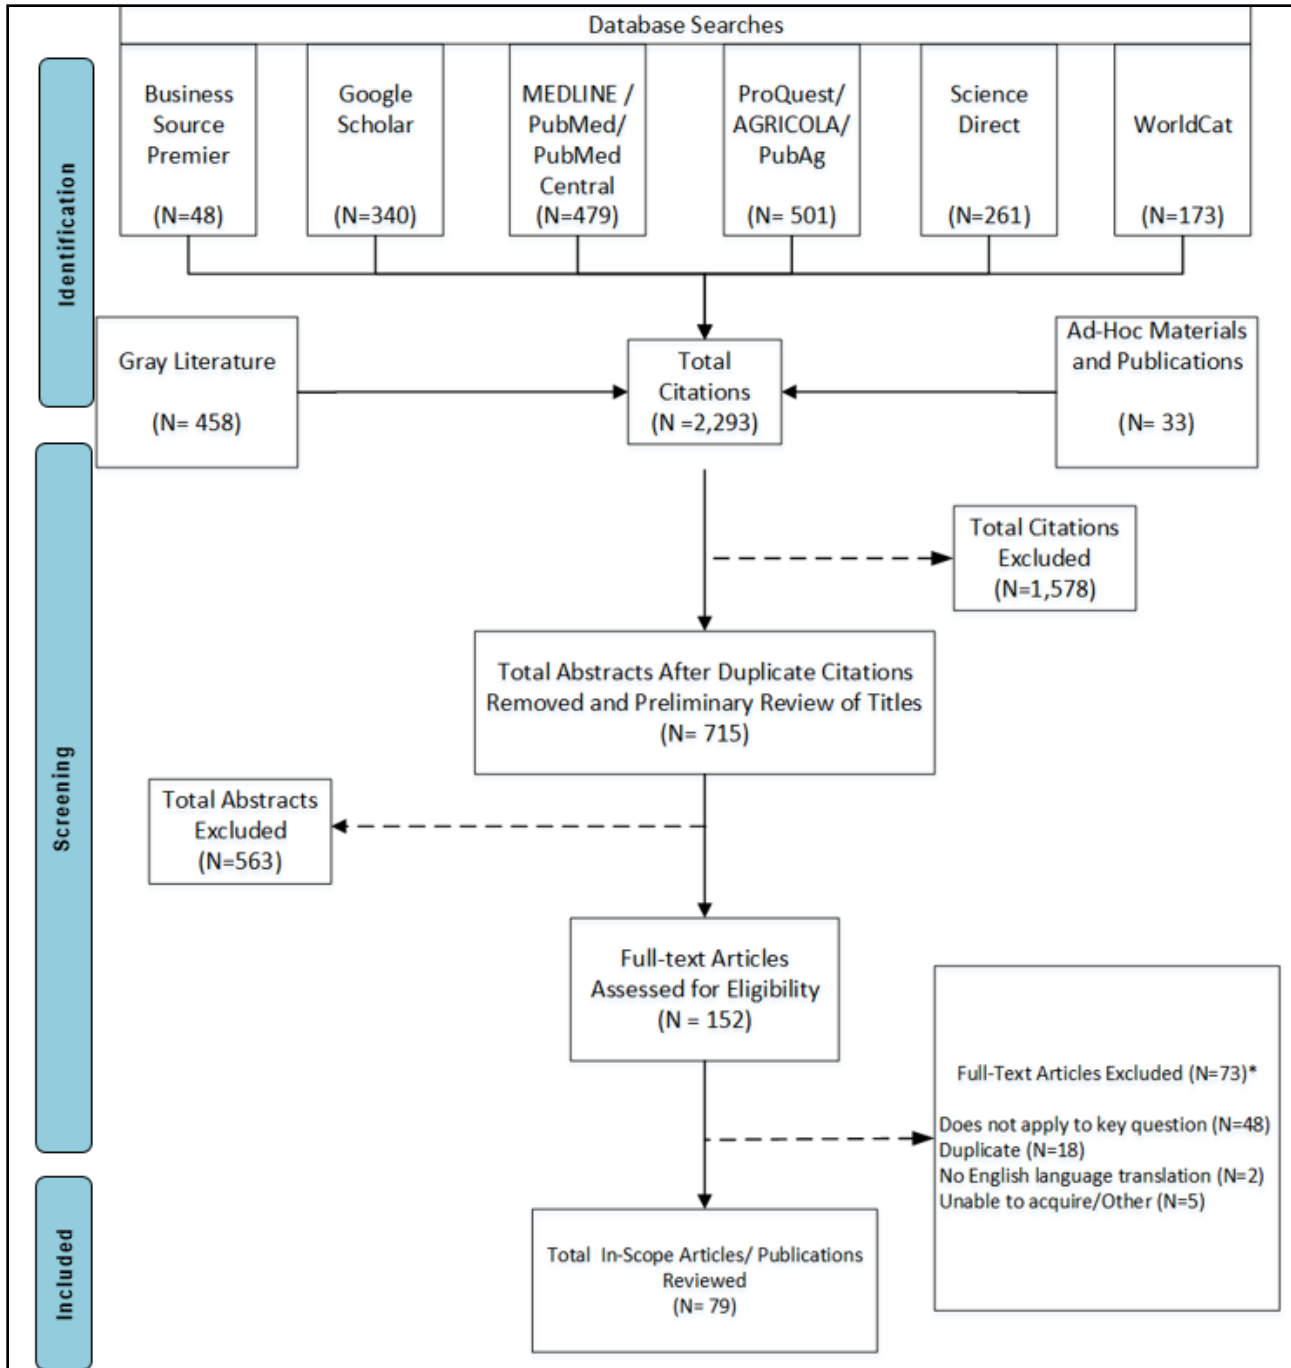 Database Searches
Identification
Business
Source
Premier
(N=48)
Google
Scholar
(N=340)
MEDLINE /
PubMed/
PubMed
Central
(N=479)
ProQuest/
AGRICOLA/
PubAg
(N= 501)
Science
Direct
(N=261)
WorldCat
(N=173)
Gray Literature
(N= 458)
Total
Citations
(N =2,293)
Ad-Hoc Materials
and Publications
(N= 33)
Screening
Total Citations
Excluded
(N=1,578)
Total Abstracts After Duplicate Citations
Removed and Preliminary Review of Titles
(N= 715)
Total Abstracts
Excluded
(N=563)
Full-text Articles
Assessed for Eligibility
(N = 152)
Full-Text Articles Excluded (N=73)*
Does not apply to key question (N=48)
Duplicate (N=18)
No English language translation (N=2)
Unable to acquire/Other (N=5)
Included
Total In-Scope Articles/ Publications
Reviewed
(N= 79)